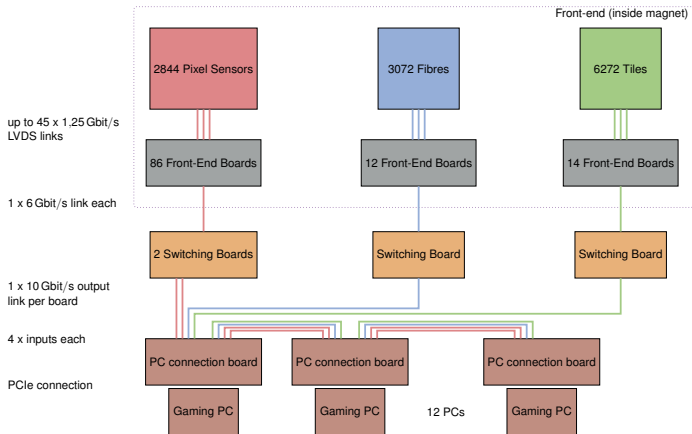 Front-end (inside magnet)
2844 Pixel Sensors
3072 Fibres
6272 Tiles
up to 45 x 1,25 Gbit/s
LVDS links
86 Front-End Boards
12 Front-End Boards
14 Front-End Boards
1 x 6 Gbit/s link each
2 Switching Boards
Switching Board
Switching Board
1 x 10 Gbit/s output
link per board
4 x inputs each
PC connection board
PC connection board
PC connection board
PCIe connection
Gaming PC
Gaming PC
12 PCs
Gaming PC